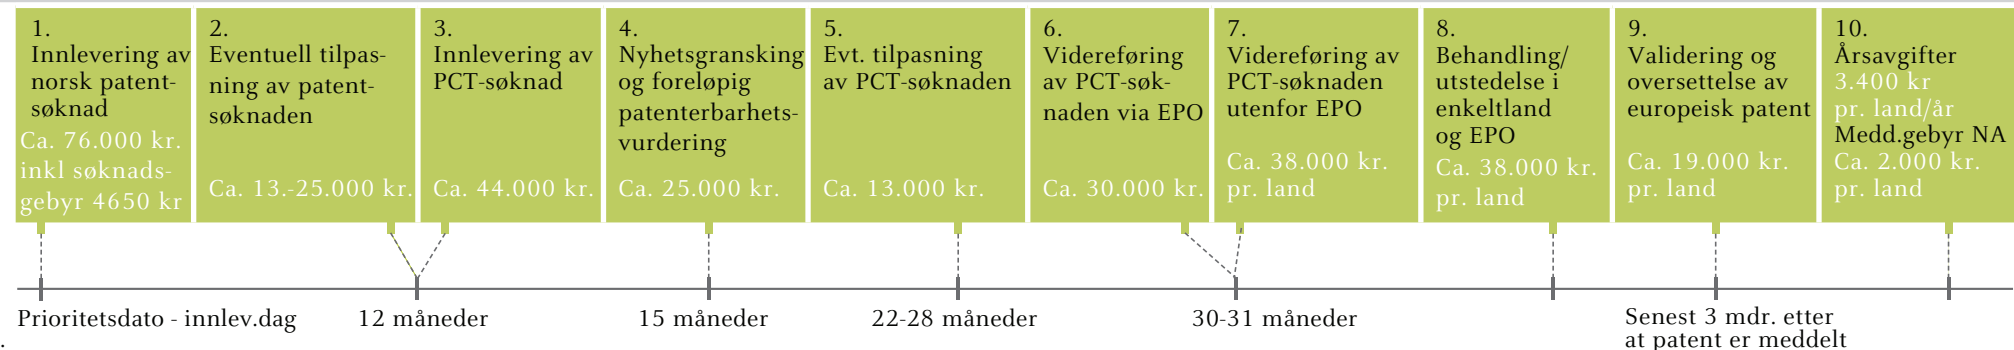 1.
Innlevering av
norsk patent-
søknad
Ca. 76.000 kr.
inkl søknads-
gebyr 4650 kr
2.
Eventuell tilpas-
ning av patent-
søknaden
Ca. 13.-25.000 kr.
3.
Innlevering av
PCT-søknad
Ca. 44.000 kr.
4.
Nyhetsgransking
og foreløpig
patenterbarhets-
vurdering
Ca. 25.000 kr.
5.
Evt. tilpasning
av PCT-søknaden
Ca. 13.000 kr.
6.
Videreføring
av PCT-søk-
naden via EPO
Ca. 30.000 kr.
7.
Videreføring av
PCT-søknaden
utenfor EPO
Ca. 38.000 kr.
pr. land
8.
Behandling/
utstedelse i
enkeltland
og EPO
Ca. 38.000 kr.
pr. land
9.
Validering og
oversettelse av
europeisk patent
Ca. 19.000 kr.
pr. land
10.
Årsavgifter
3.400 kr
pr. land/år
Medd.gebyr NA
Ca. 2.000 kr.
pr. land
Prioritetsdato - innlev.dag
12 måneder
15 måneder
22-28 måneder
30-31 måneder
Senest 3 mdr. etter
at patent er meddelt
.